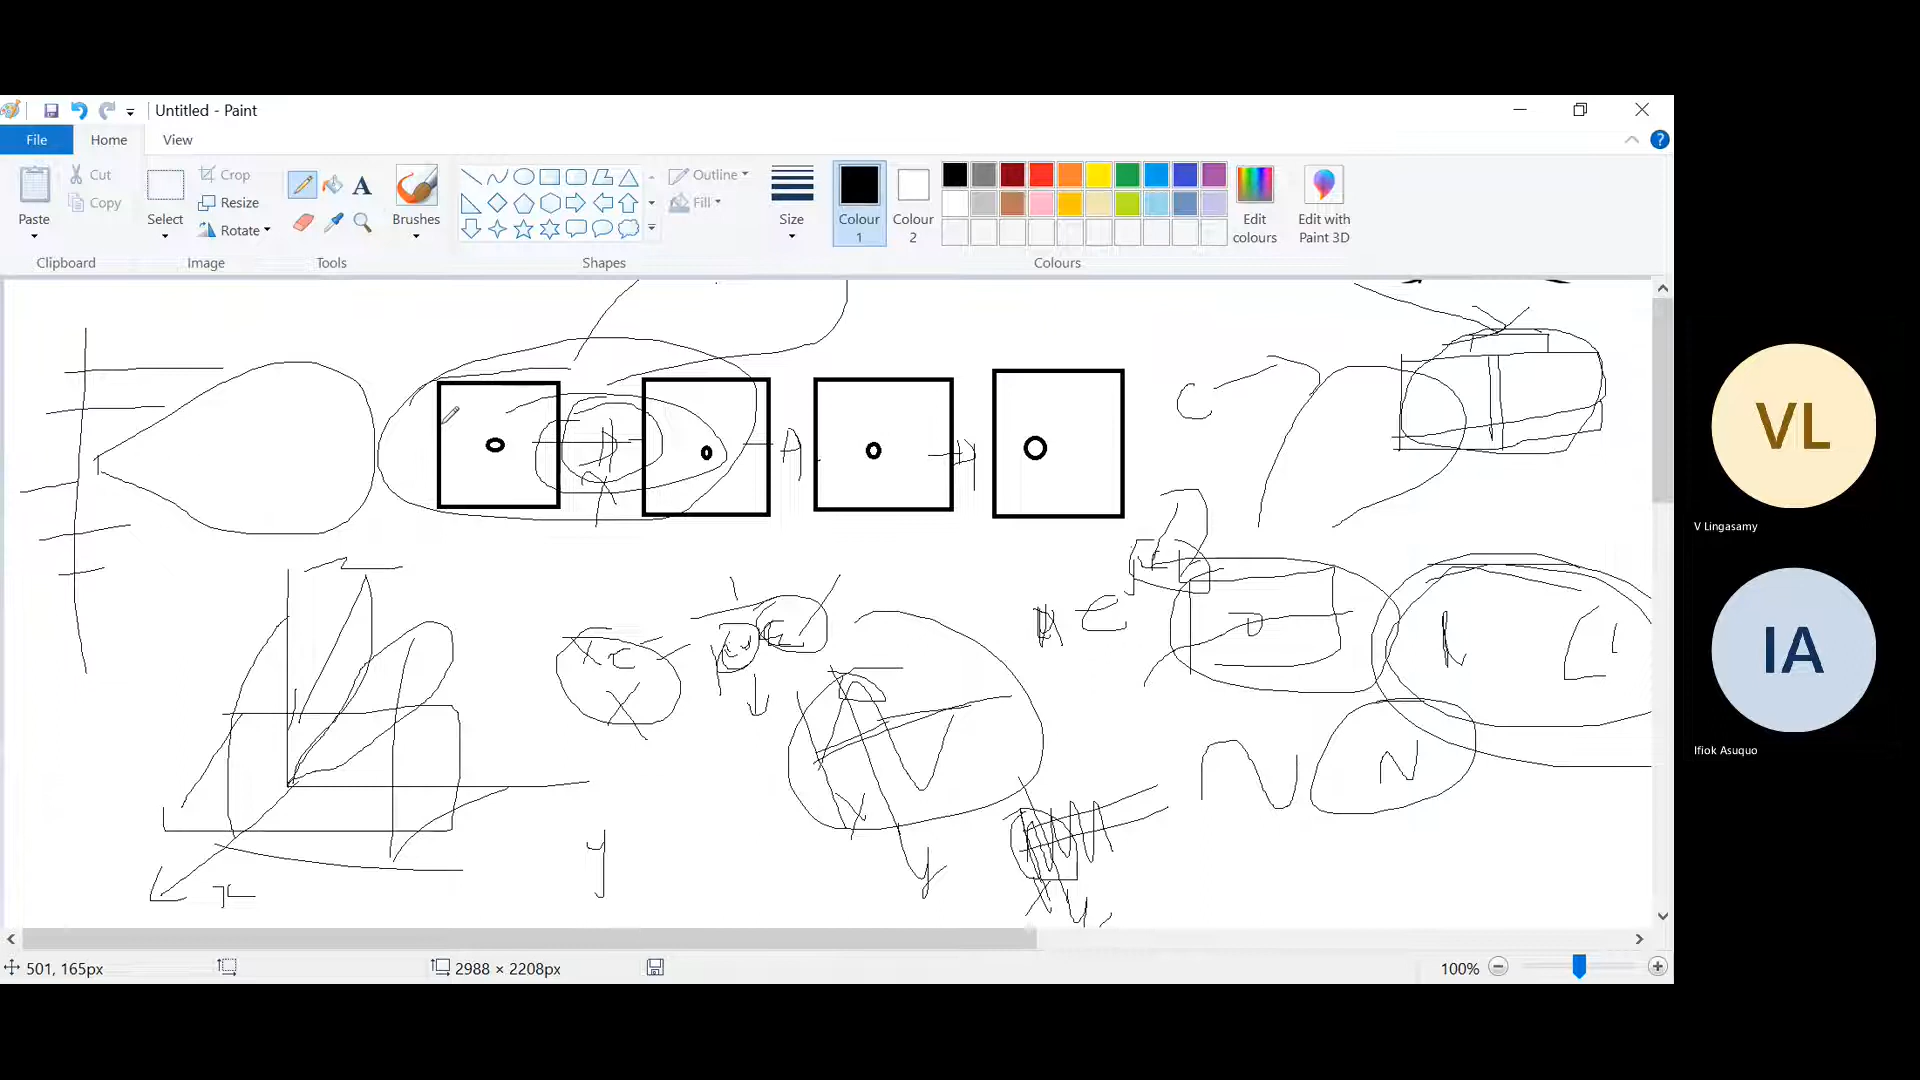 Untitled - Paint
File Home View
Cut
Copy
Paste
Clipboard
Crop
Resize
Rotate
Select
Image
A
Tools
Brushes
Shapes
Outline
Fill
Size
Colour 1
Colour 2
Colours
Edit colours
Edit with Paint 3D
?
C
A
D
C
N
N
y
y
501, 165px
2988 × 2208px
100%
VL
V Lingasamy
IA
Ifiok Asuquo